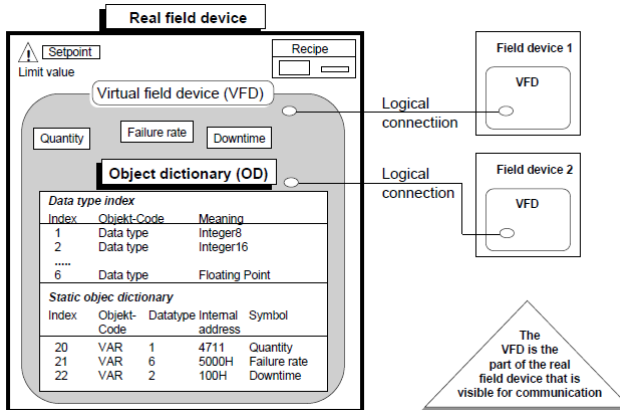 Real field device
Setpoint
Limit value
Recipe
Virtual field device (VFD)
Quantity
Failure rate
Downtime
Object dictionary (OD)
Data type index
Index Objekt-Code Meaning
1 Data type Integer8
2 Data type Integer16
.....
6 Data type Floating Point
Static objec dictionary
Index Objekt- Datatype Internal Symbol
Code address
20 VAR 1 4711 Quantity
21 VAR 6 5000H Failure rate
22 VAR 2 100H Downtime
Logical
connectiion
Field device 1
VFD
Logical
connection
Field device 2
VFD
The
VFD is the
part of the real
field device that is
visible for communication